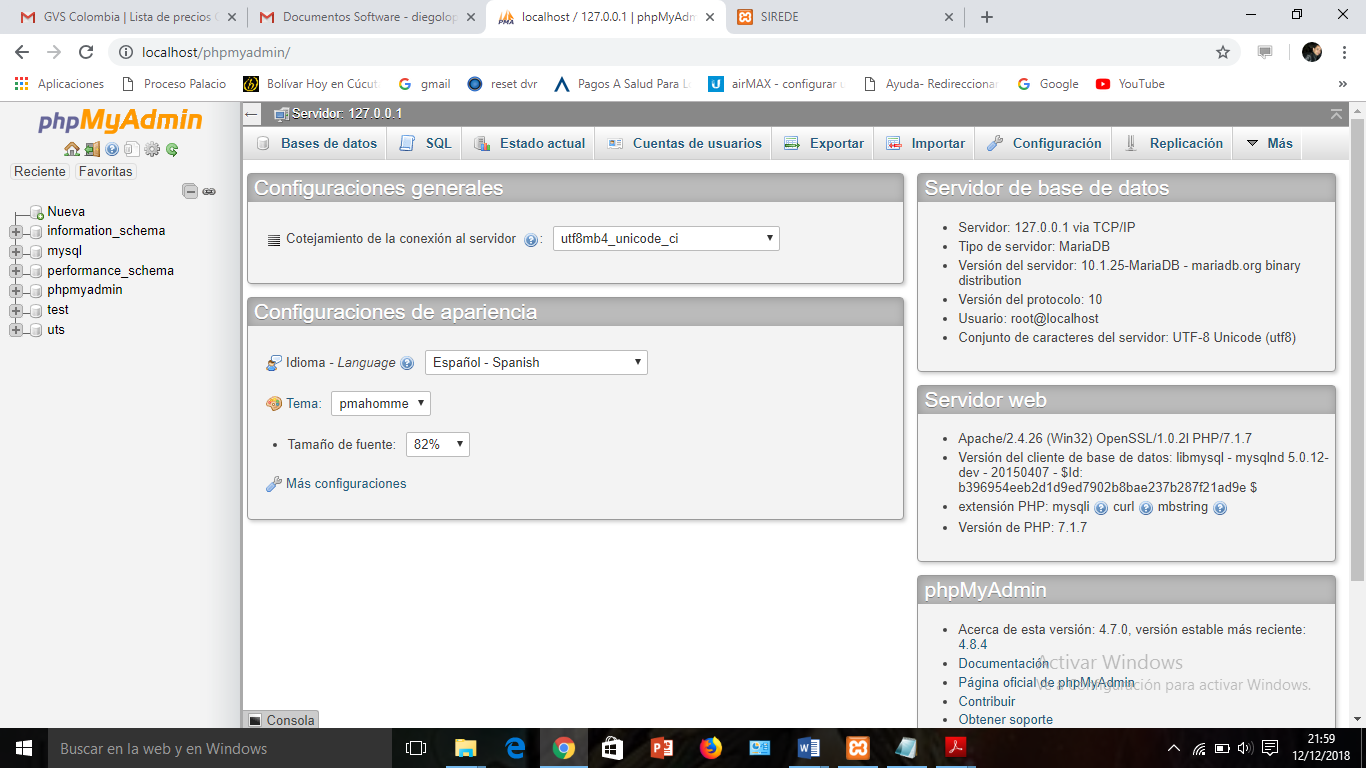 GVS Colombia | Lista de precios
Documentos Software - diegolop
localhost / 127.0.0.1 | phpMyAdm
SIREDE
localhost/phpmyadmin/
Aplicaciones
Proceso Palacio
Bolívar Hoy en Cúcut
gmail
reset dvr
Pagos A Salud Para Lo
airMAX - configurar u
Ayuda- Redireccionar
Google
YouTube
»
phpMyAdmin
Reciente
Favoritas
Nueva
information_schema
mysql
performance_schema
phpmyadmin
test
uts
Servidor: 127.0.0.1
Bases de datos
SQL
Estado actual
Cuentas de usuarios
Exportar
Importar
Configuración
Replicación
Más
Configuraciones generales
Cotejamiento de la conexión al servidor :
utf8mb4_unicode_ci
Configuraciones de apariencia
Idioma - Language
Español - Spanish
Tema:
pmahomme
Tamaño de fuente:
82%
Más configuraciones
Servidor de base de datos
Servidor: 127.0.0.1 via TCP/IP
Tipo de servidor: MariaDB
Versión del servidor: 10.1.25-MariaDB - mariadb.org binary
distribution
Versión del protocolo: 10
Usuario: root@localhost
Conjunto de caracteres del servidor: UTF-8 Unicode (utf8)
Servidor web
Apache/2.4.26 (Win32) OpenSSL/1.0.2l PHP/7.1.7
Versión del cliente de base de datos: libmysql - mysqlnd 5.0.12-
dev - 20150407 - $Id:
b396954eeb2d1d9ed7902b8bae237b287f21ad9e $
extensión PHP: mysqli curl mbstring
Versión de PHP: 7.1.7
phpMyAdmin
Acerca de esta versión: 4.7.0, versión estable más reciente:
4.8.4
Documentación
Página oficial de phpMyAdmin
Contribuir
Obtener soporte
Activar Windows
Ve a Configuración para activar Windows.
Consola
Buscar en la web y en Windows
21:59
12/12/2018